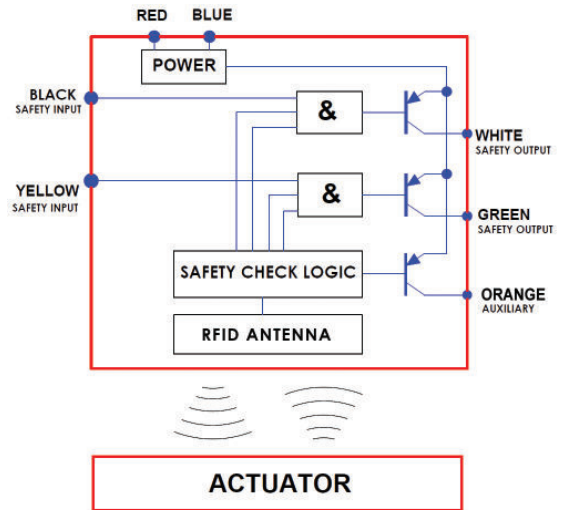 RED BLUE
POWER
BLACK
SAFETY INPUT
&
WHITE
SAFETY OUTPUT
YELLOW
SAFETY INPUT
&
GREEN
SAFETY OUTPUT
SAFETY CHECK LOGIC
ORANGE
AUXILIARY
RFID ANTENNA
ACTUATOR